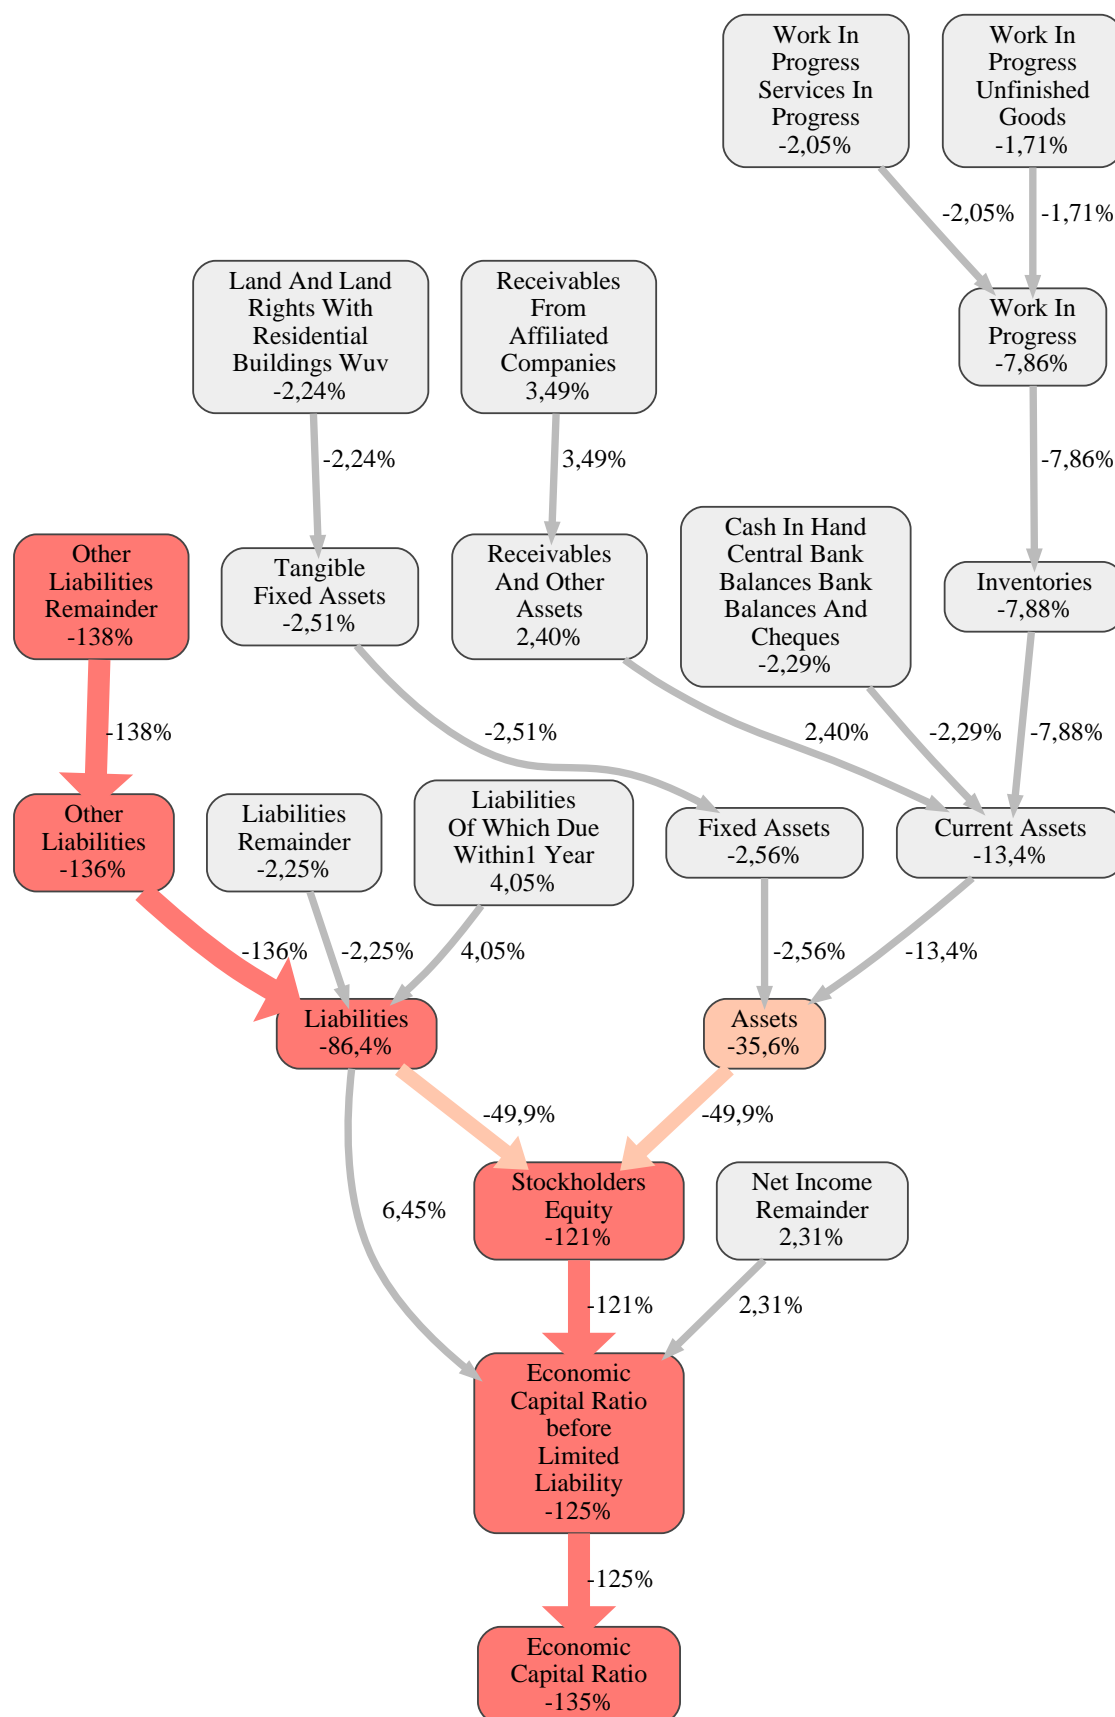 Work In
Progress
Services In
Progress
-2,05%
Work In
Progress
Unfinished
Goods
-1,71%
-2,05%
-1,71%
Land And Land
Rights With
Residential
Buildings Wuv
-2,24%
Receivables
From
Affiliated
Companies
3,49%
Work In
Progress
-7,86%
-2,24%
3,49%
-7,86%
Other
Liabilities
Remainder
-138%
Tangible
Fixed Assets
-2,51%
Receivables
And Other
Assets
2,40%
Cash In Hand
Central Bank
Balances Bank
Balances And
Cheques
-2,29%
Inventories
-7,88%
-138%
-2,51%
2,40%
-2,29%
-7,88%
Other
Liabilities
-136%
Liabilities
Remainder
-2,25%
Liabilities
Of Which Due
Within1 Year
4,05%
Fixed Assets
-2,56%
Current Assets
-13,4%
-136%
-2,25%
4,05%
-2,56%
-13,4%
Liabilities
-86,4%
Assets
-35,6%
-49,9%
-49,9%
6,45%
Stockholders
Equity
-121%
Net Income
Remainder
2,31%
-121%
2,31%
Economic
Capital Ratio
before
Limited
Liability
-125%
-125%
Economic
Capital Ratio
-135%